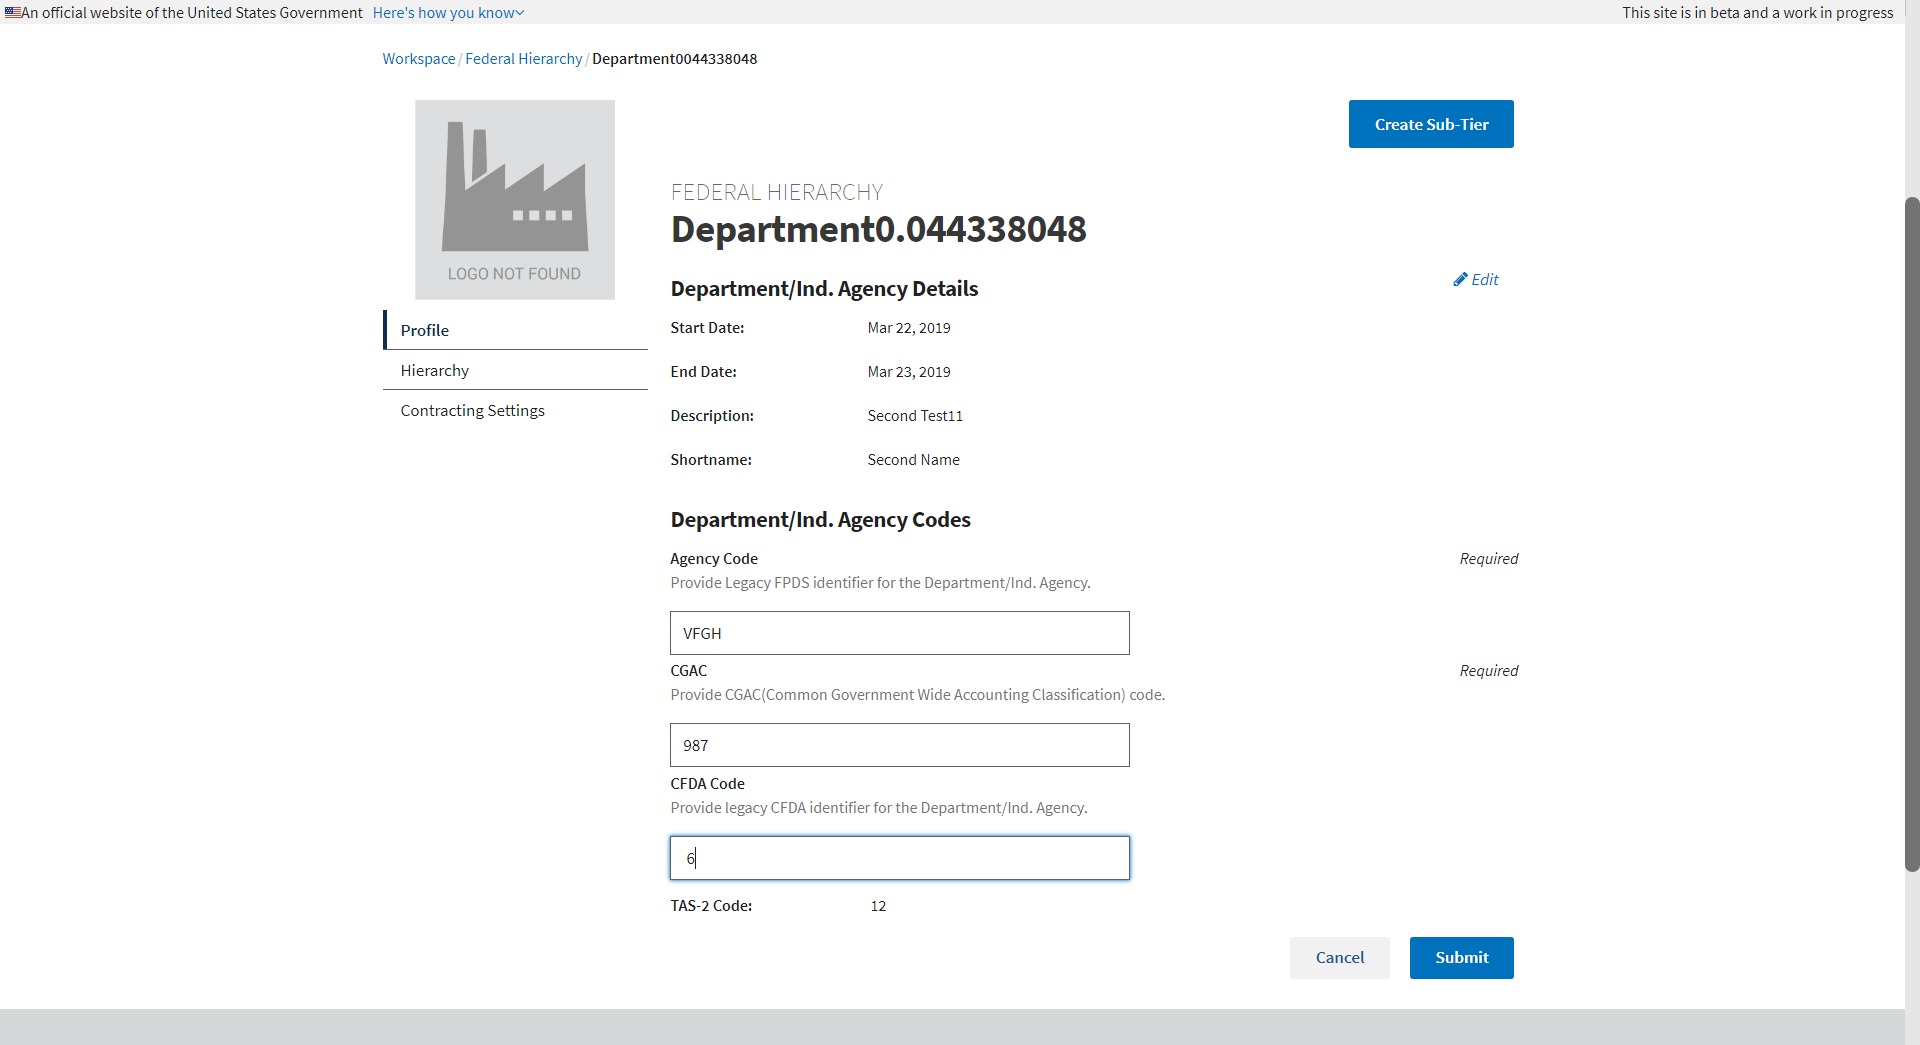 An official website of the United States Government Here's how you know
This site is in beta and a work in progress
Workspace / Federal Hierarchy / Department0044338048
LOGO NOT FOUND
Create Sub-Tier
Profile
Hierarchy
Contracting Settings
FEDERAL HIERARCHY
Department0.044338048
Department/Ind. Agency Details
Edit
Start Date: Mar 22, 2019
End Date: Mar 23, 2019
Description: Second Test11
Shortname: Second Name
Department/Ind. Agency Codes
Agency Code Required
Provide Legacy FPDS identifier for the Department/Ind. Agency.
VFGH
CGAC Required
Provide CGAC(Common Government Wide Accounting Classification) code.
987
CFDA Code
Provide legacy CFDA identifier for the Department/Ind. Agency.
6
TAS-2 Code: 12
Cancel Submit